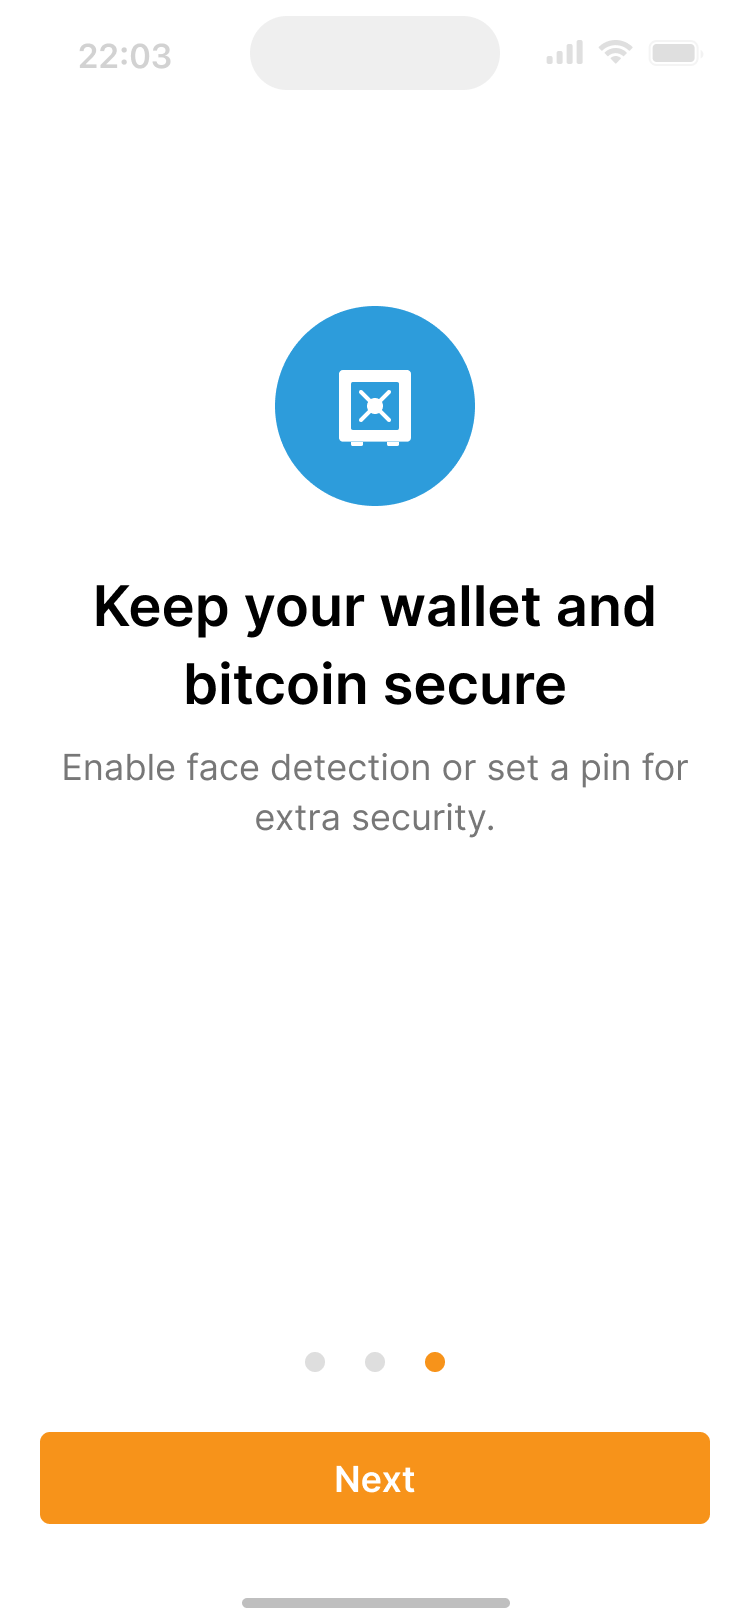 22:03
Keep your wallet and
bitcoin secure
Enable face detection or set a pin for
extra security.
Next